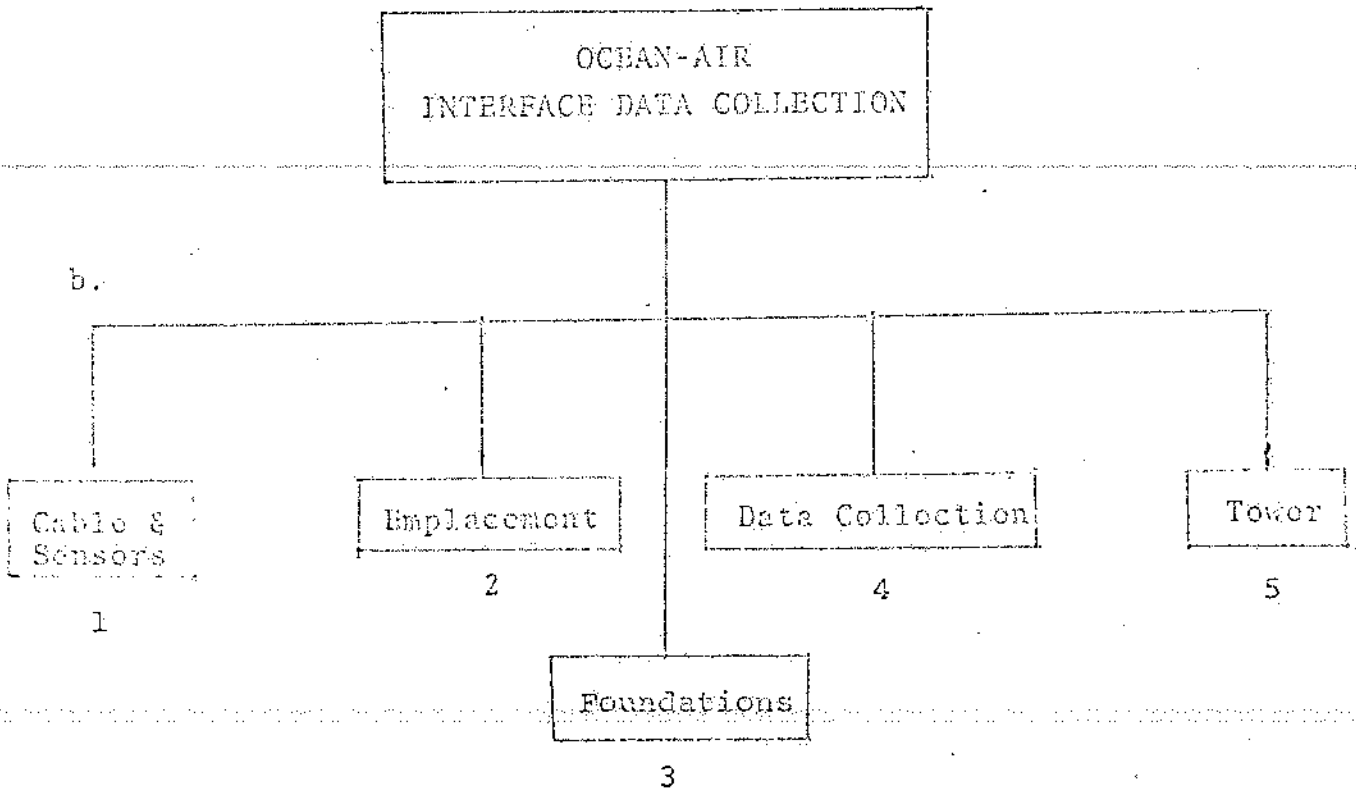 OCEAN-AIR
INTERFACE DATA COLLECTION
b.
Cable &
Sensors
1
Emplacement
2
Data Collection
4
Tower
5
Foundations
3